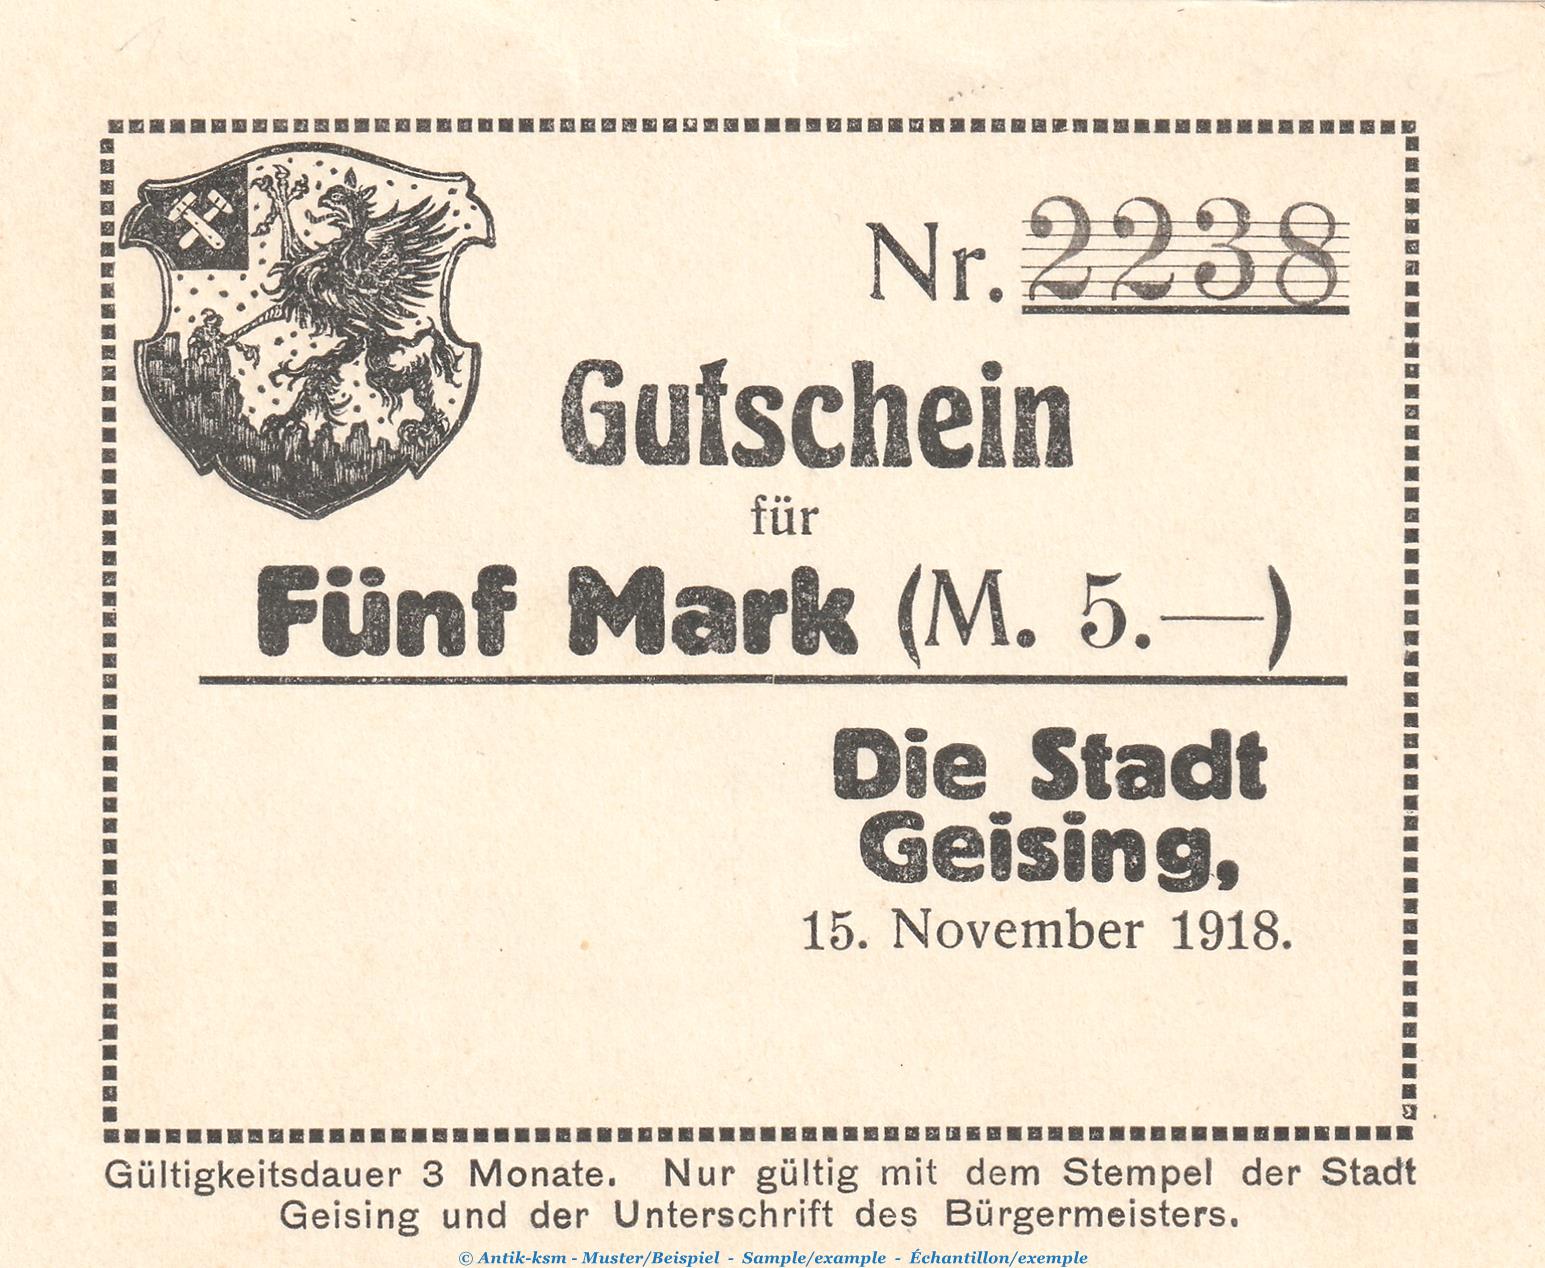 Nr. 2238
Gutschein
für
Fünf Mark (M. 5.—)
Die Stadt
Geising,
15. November 1918.
Gültigkeitsdauer 3 Monate. Nur gültig mit dem Stempel der Stadt
Geising und der Unterschrift des Bürgermeisters.
© Antik-ksm - Muster/Beispiel - Sample/example - Échantillon/exemple